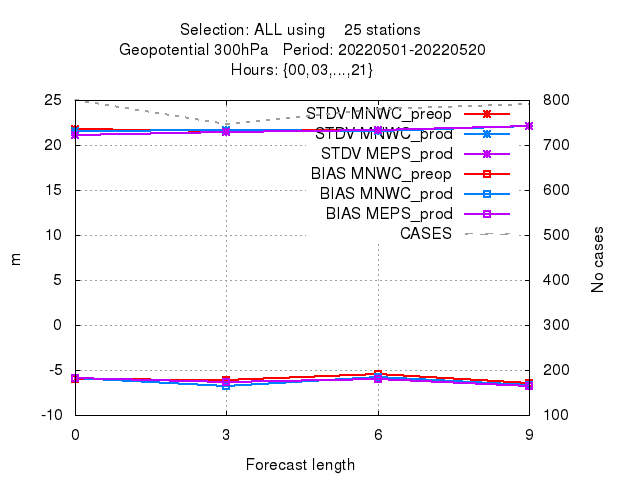 Selection: ALL using 25 stations
Geopotential 300hPa Period: 20220501-20220520
Hours: {00,03,...,21}
25
20
15
10
5
0
-5
-10
m
800
700
600
500
400
300
200
100
No cases
STDV MNWC_preop
STDV MNWC_prod
STDV MEPS_prod
BIAS MNWC_preop
BIAS MNWC_prod
BIAS MEPS_prod
CASES
0 3 6 9
Forecast length